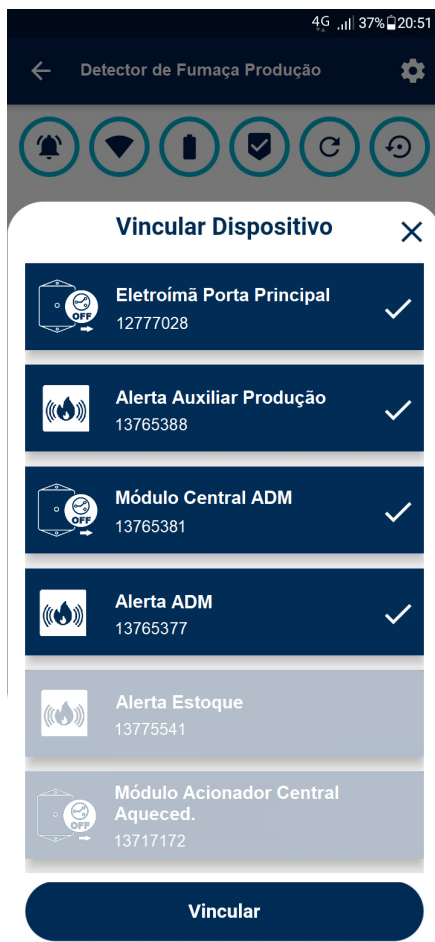 4G 37% 20:51
Detector de Fumaça Produção
Vincular Dispositivo
Eletroímã Porta Principal
OFF
12777028
Alerta Auxiliar Produção
13765388
Módulo Central ADM
OFF
13765381
Alerta ADM
13765377
Alerta Estoque
13775541
Módulo Acionador Central
Aqueced.
OFF
13717172
Vincular